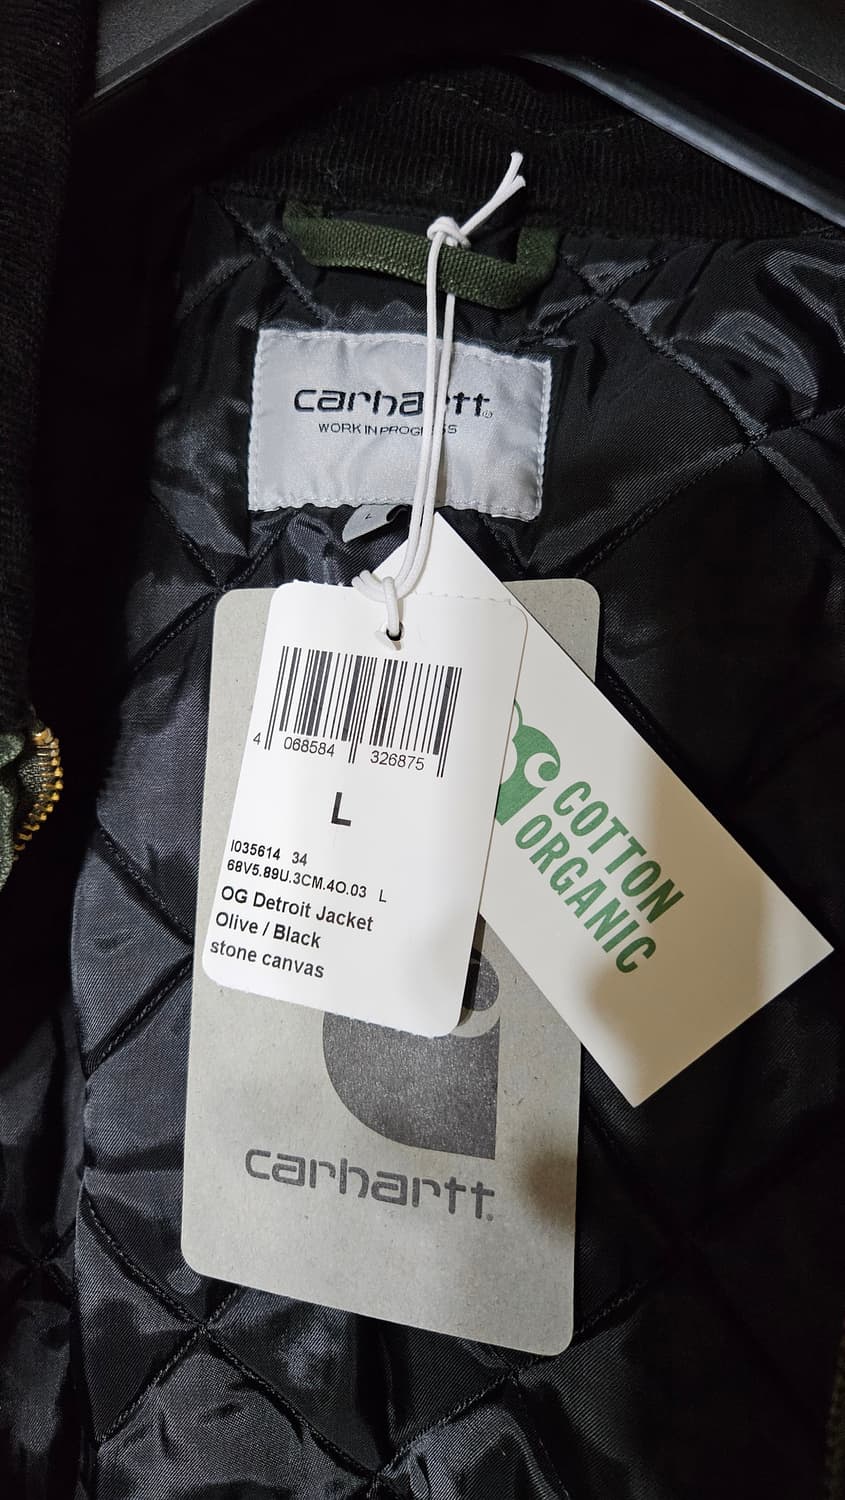 carhartt®
WORK IN PROGRESS
4 068584 326875
L
I035614 34
68V5.89U.3CM.4O.03 L
OG Detroit Jacket
Olive / Black
stone canvas
COTTON
ORGANIC
carhartt®